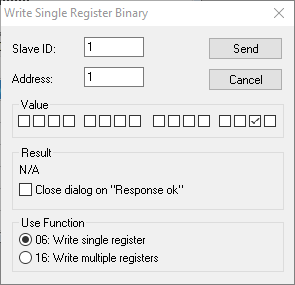 Write Single Register Binary
Slave ID:
1
Send
Address:
1
Cancel
Value
Result
N/A
Close dialog on "Response ok"
Use Function
06: Write single register
16: Write multiple registers